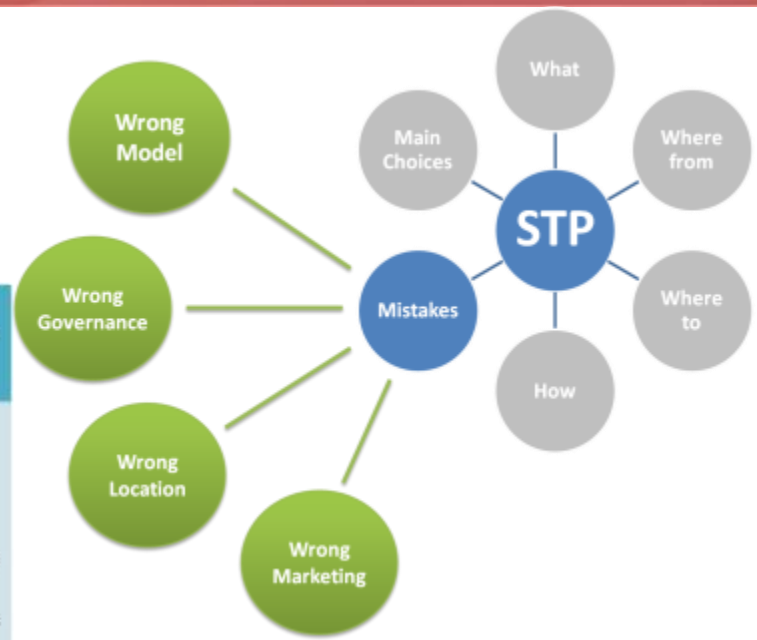 What
Main
Choices
Where
from
STP
Wrong
Model
Wrong
Governance
Mistakes
Where
to
How
Wrong
Location
Wrong
Marketing